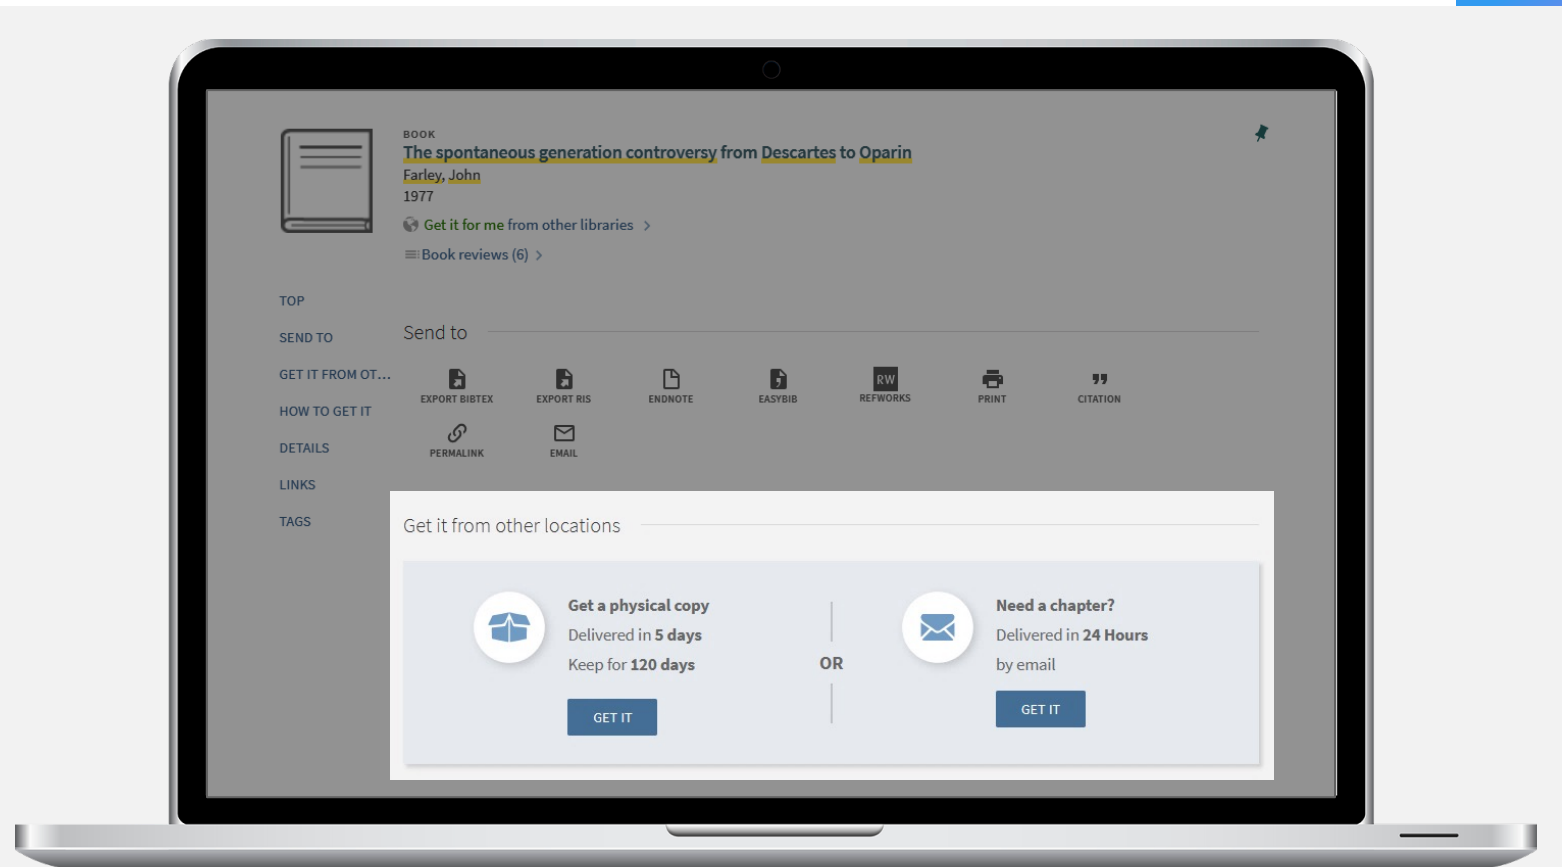 BOOK
The spontaneous generation controversy from Descartes to Oparin
Farley, John
1977
Get it for me from other libraries >
Book reviews (6) >
TOP
SEND TO
GET IT FROM OT...
HOW TO GET IT
DETAILS
LINKS
TAGS
Send to
EXPORT BIBTEX
EXPORT RIS
ENDNOTE
EASYBIB
RW
REFWORKS
PRINT
CITATION
PERMALINK
EMAIL
Get it from other locations
Get a physical copy
Delivered in 5 days
Keep for 120 days
GET IT
OR
Need a chapter?
Delivered in 24 Hours
by email
GET IT